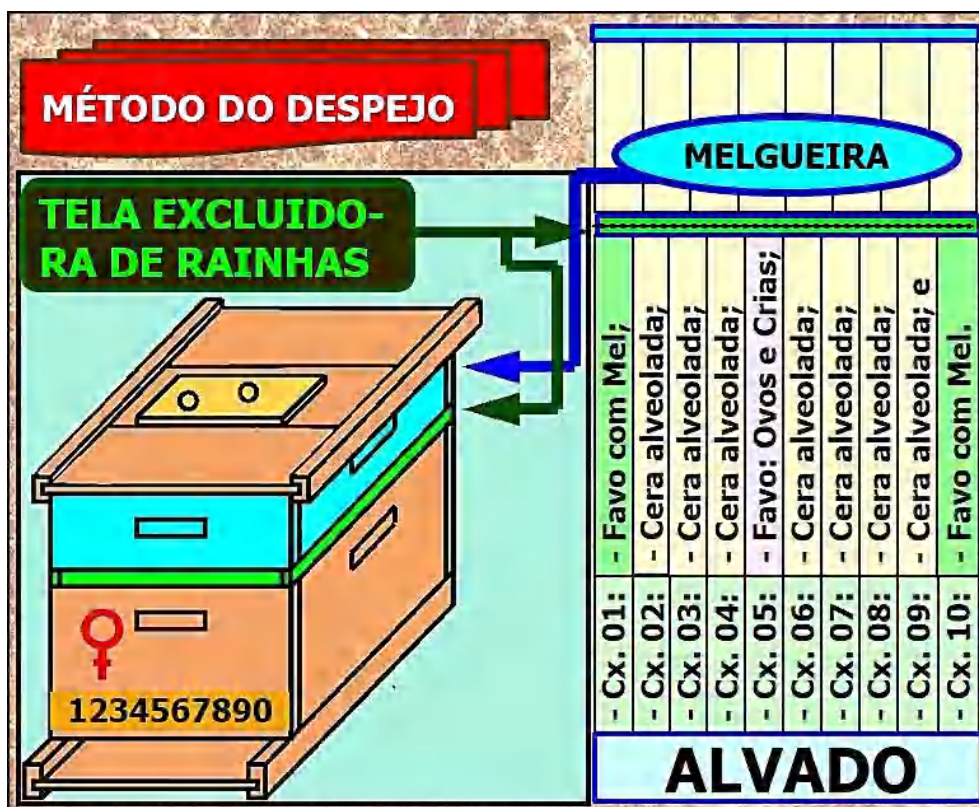 MÉTODO DO DESPEJO
MELGUEIRA
TELA EXCLUIDO-
RA DE RAINHAS
1234567890
- Cx. 01: - Favo com Mel;
- Cx. 02: - Cera alveolada;
- Cx. 03: - Cera alveolada;
- Cx. 04: - Cera alveolada;
- Cx. 05: - Favo: Ovos e Crias;
- Cx. 06: - Cera alveolada;
- Cx. 07: - Cera alveolada;
- Cx. 08: - Cera alveolada;
- Cx. 09: - Cera alveolada; e
- Cx. 10: - Favo com Mel.
ALVADO